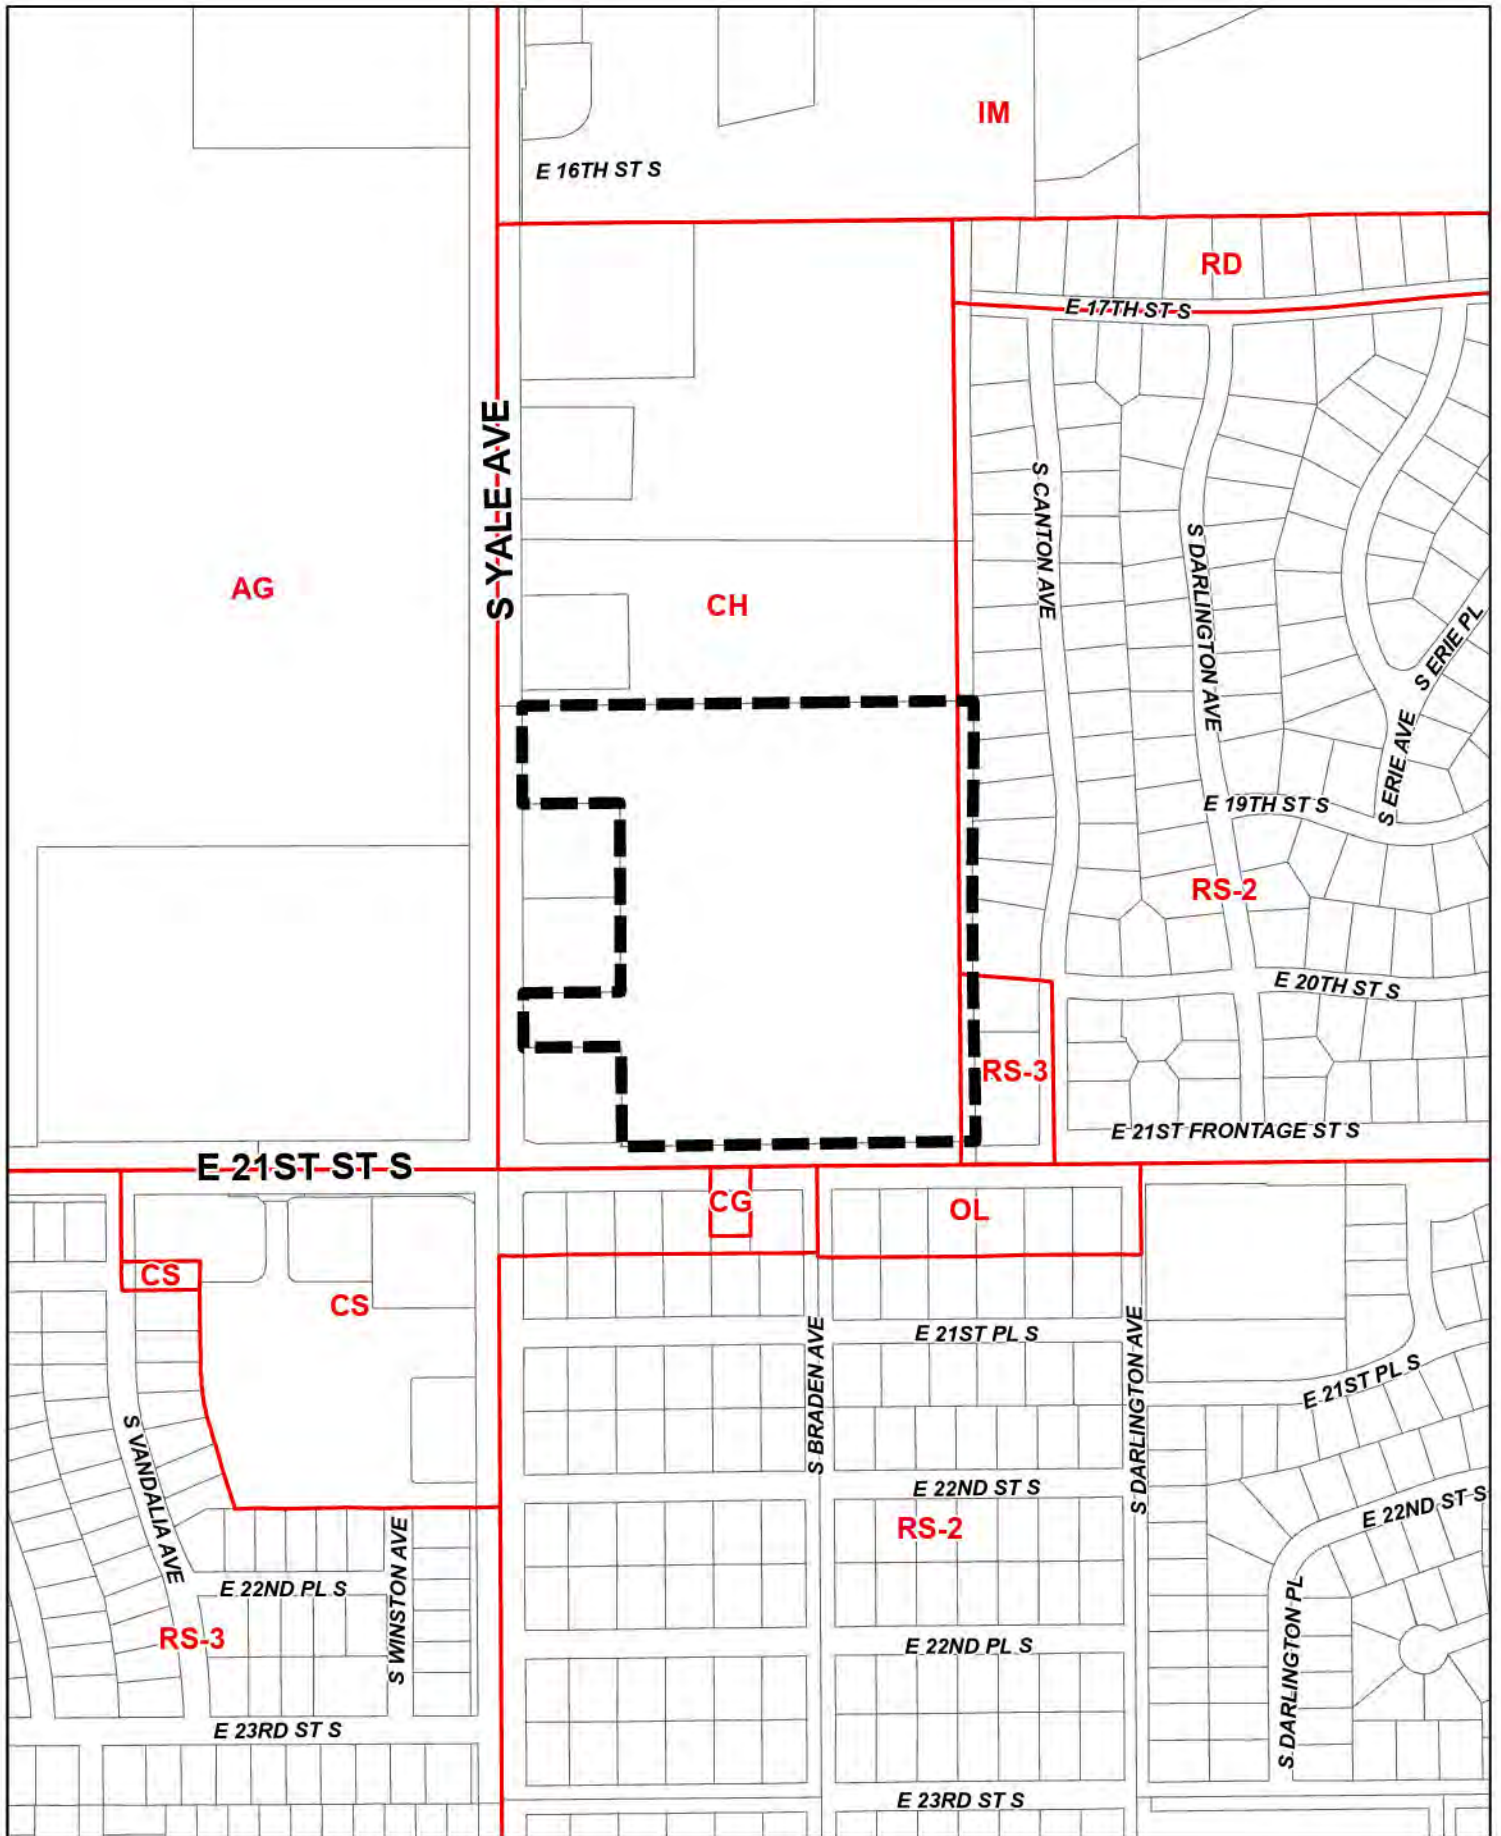 IM
E 16TH ST S
RD
E 17TH ST S
S YALE AVE
S CANTON AVE
S DARLINGTON AVE
AG
CH
S ERIE PL
S ERIE AVE
E 19TH ST S
RS-2
E 20TH ST S
RS-3
E 21ST FRONTAGE ST S
E 21ST ST S
CG
OL
CS
CS
E 21ST PL S
S BRADEN AVE
S DARLINGTON AVE
E 21ST PL S
S VANDALIA AVE
E 22ND ST S
E 22ND ST S
RS-2
S WINSTON AVE
E 22ND PL S
RS-3
E 22ND PL S
S DARLINGTON PL
E 23RD ST S
E 23RD ST S